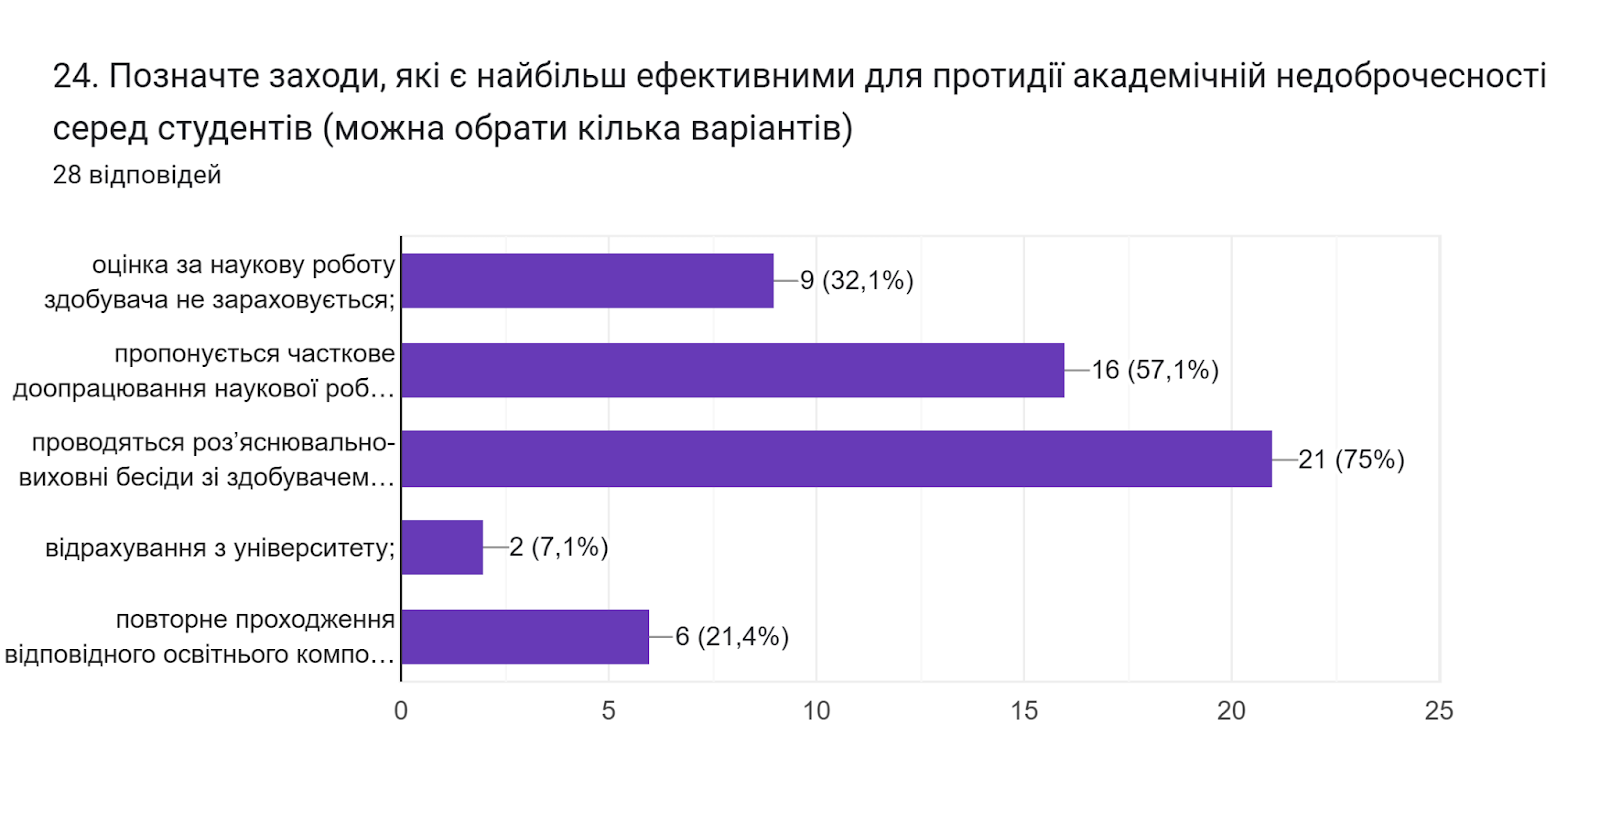 24. Позначте заходи, які є найбільш ефективними для протидії академічній недоброчесності
серед студентів (можна обрати кілька варіантів)
28 відповідей
оцінка за наукову роботу
здобувача не зараховується;
9 (32,1%)
пропонується часткове
доопрацювання наукової роб…
16 (57,1%)
проводяться роз’яснювально-
виховні бесіди зі здобувачем…
21 (75%)
відрахування з університету;
2 (7,1%)
повторне проходження
відповідного освітнього компо…
6 (21,4%)
0 5 10 15 20 25